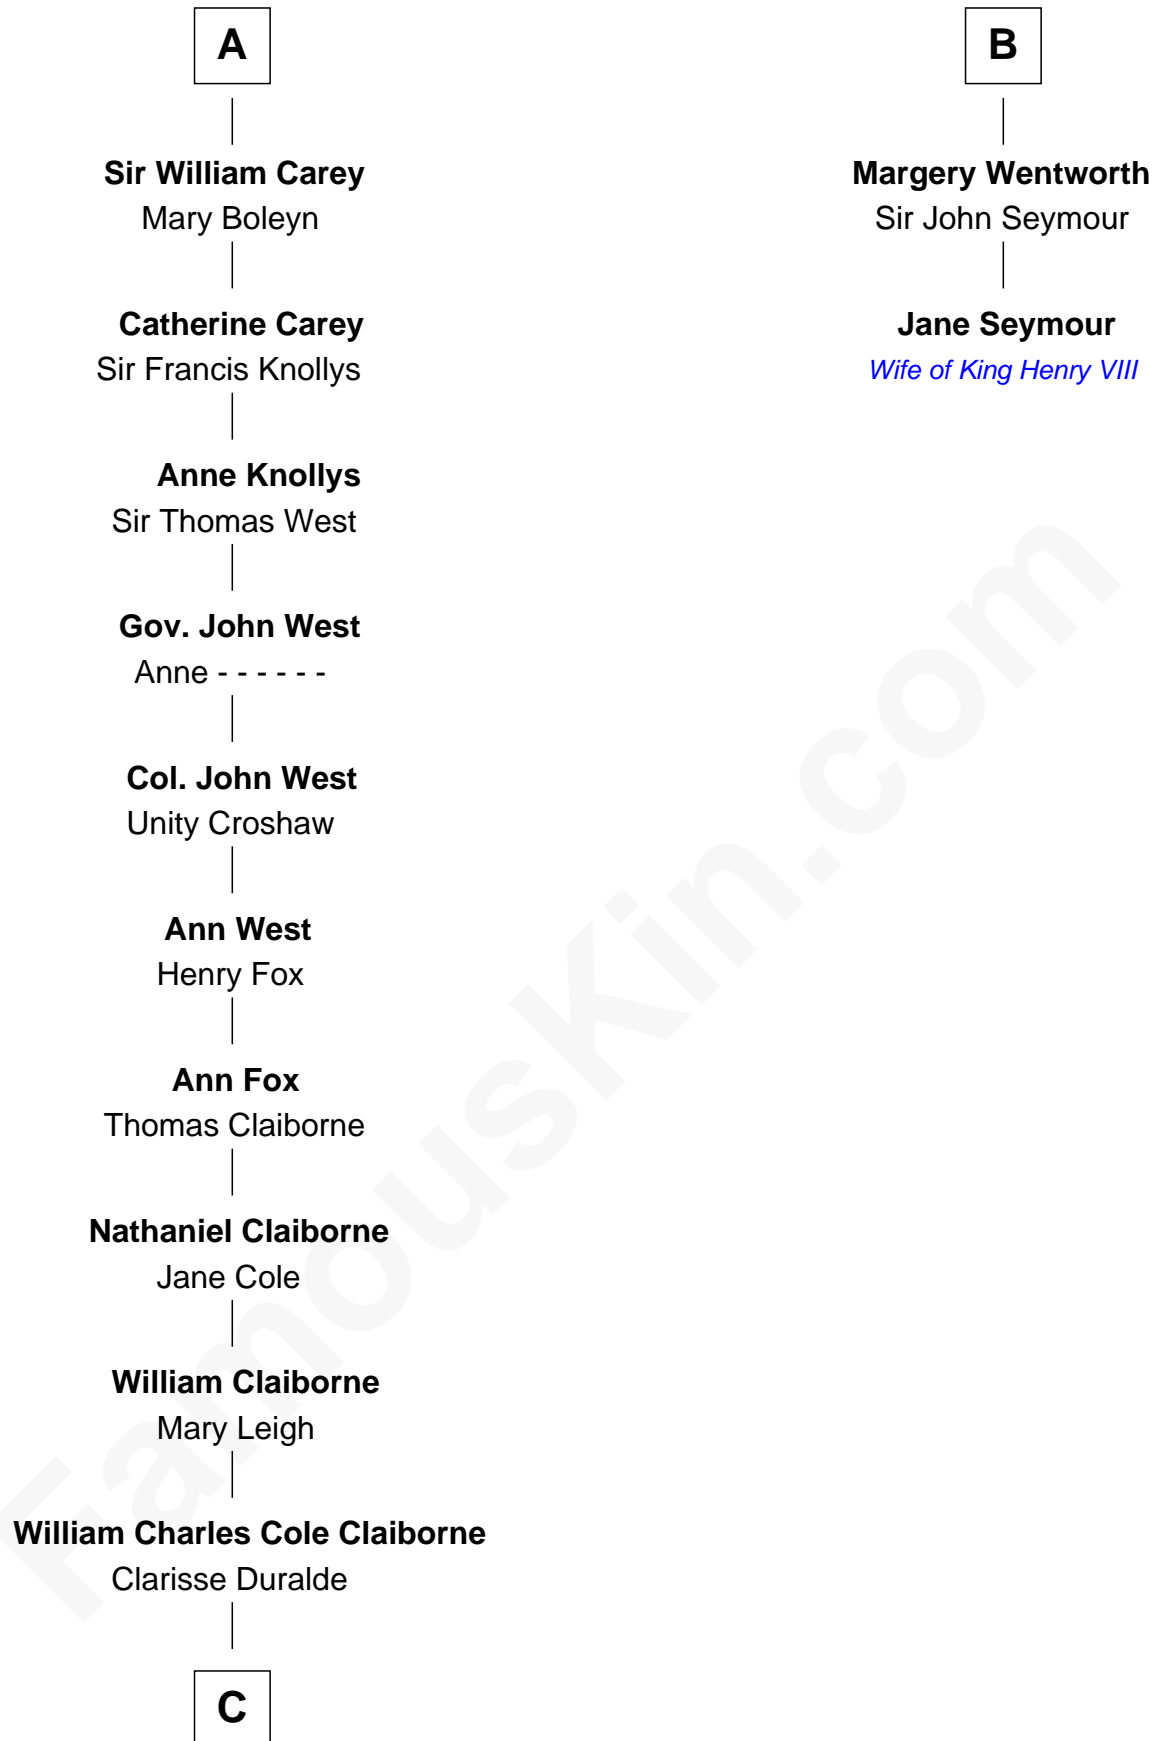 A
Sir William Carey
Mary Boleyn
Catherine Carey
Sir Francis Knollys
Anne Knollys
Sir Thomas West
Gov. John West
Anne - - - - - -
Col. John West
Unity Croshaw
Ann West
Henry Fox
Ann Fox
Thomas Claiborne
Nathaniel Claiborne
Jane Cole
William Claiborne
Mary Leigh
William Charles Cole Claiborne
Clarisse Duralde
C
B
Margery Wentworth
Sir John Seymour
Jane Seymour
Wife of King Henry VIII
FamousKin.com